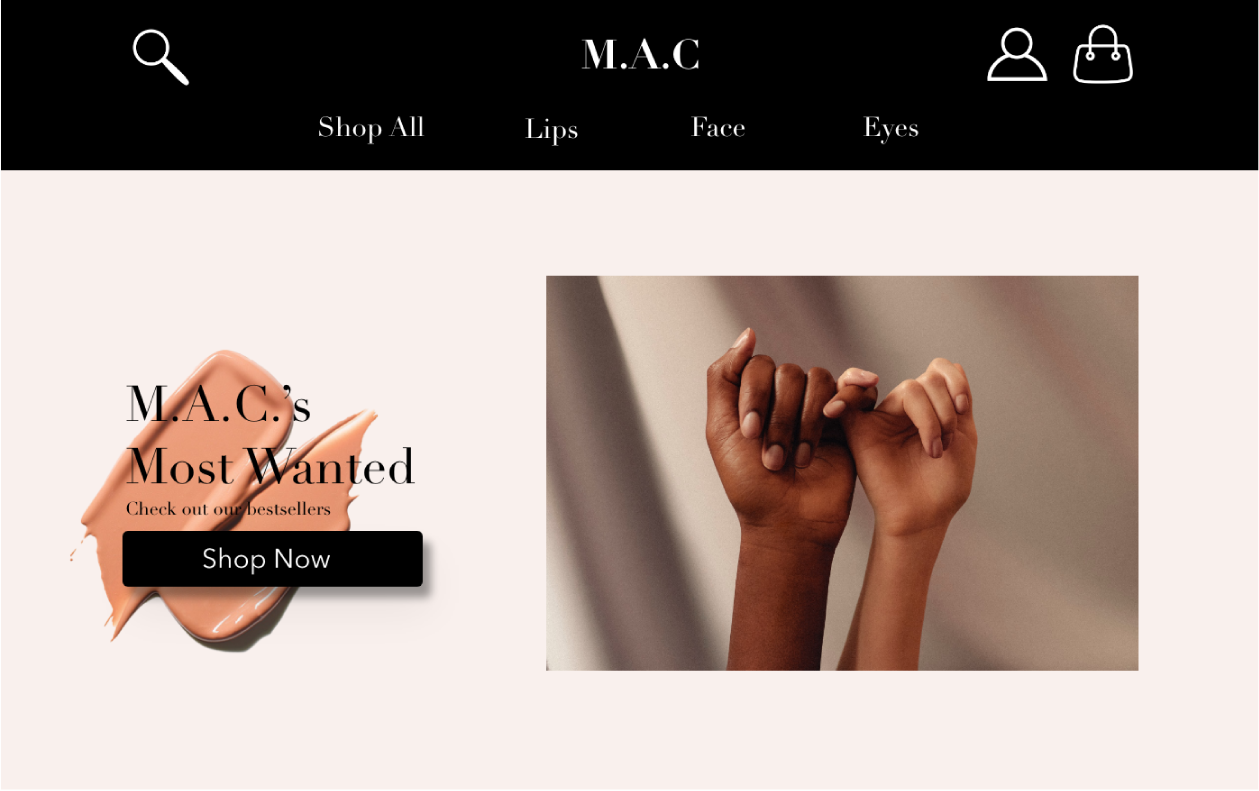 M.A.C
Shop All Lips Face Eyes
M.A.C.’s
Most Wanted
Check out our bestsellers
Shop Now